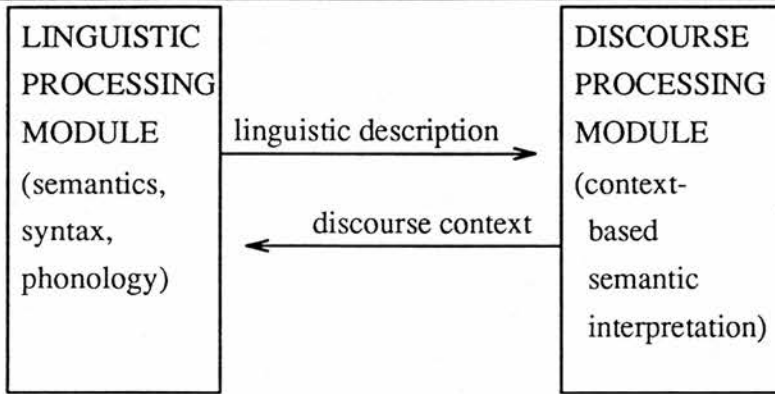 LINGUISTIC
PROCESSING
MODULE
(semantics,
syntax,
phonology)
linguistic description
discourse context
DISCOURSE
PROCESSING
MODULE
(context-
based
semantic
interpretation)